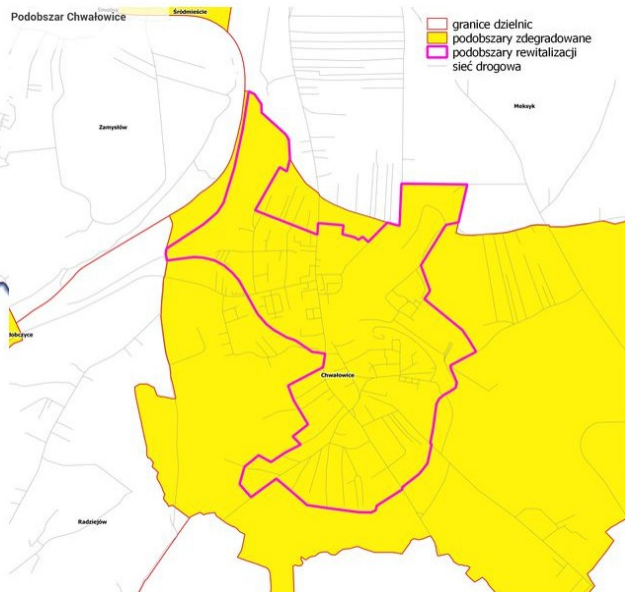 Podobszar Chwałowice
Śródmieście
granice dzielnic
podobszary zdegradowane
podobszary rewitalizacji
sieć drogowa
Zamysłów
Meksyk
Chwałowice
Radziejów